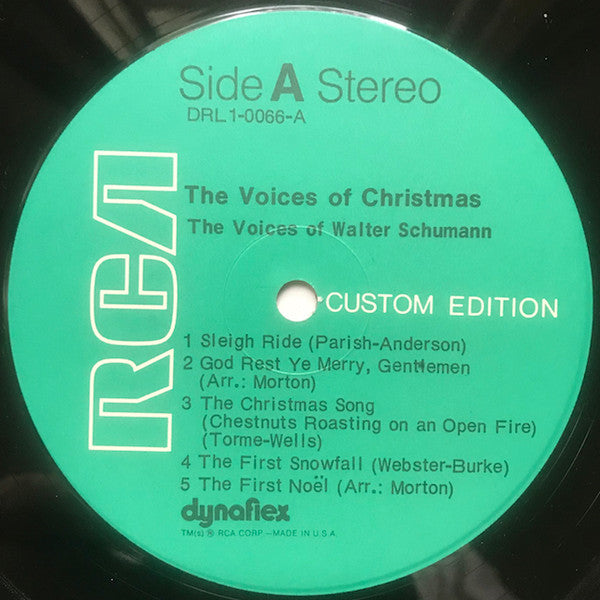 Side A Stereo
DRL1-0066-A
RCA
The Voices of Christmas
The Voices of Walter Schumann
CUSTOM EDITION
1 Sleigh Ride (Parish-Anderson)
2 God Rest Ye Merry, Gentlemen
(Arr.: Morton)
3 The Christmas Song
(Chestnuts Roasting on an Open Fire)
(Torme-Wells)
4 The First Snowfall (Webster-Burke)
5 The First Noël (Arr.: Morton)
dynaflex
TM(s) ® RCA CORP—MADE IN U.S.A.